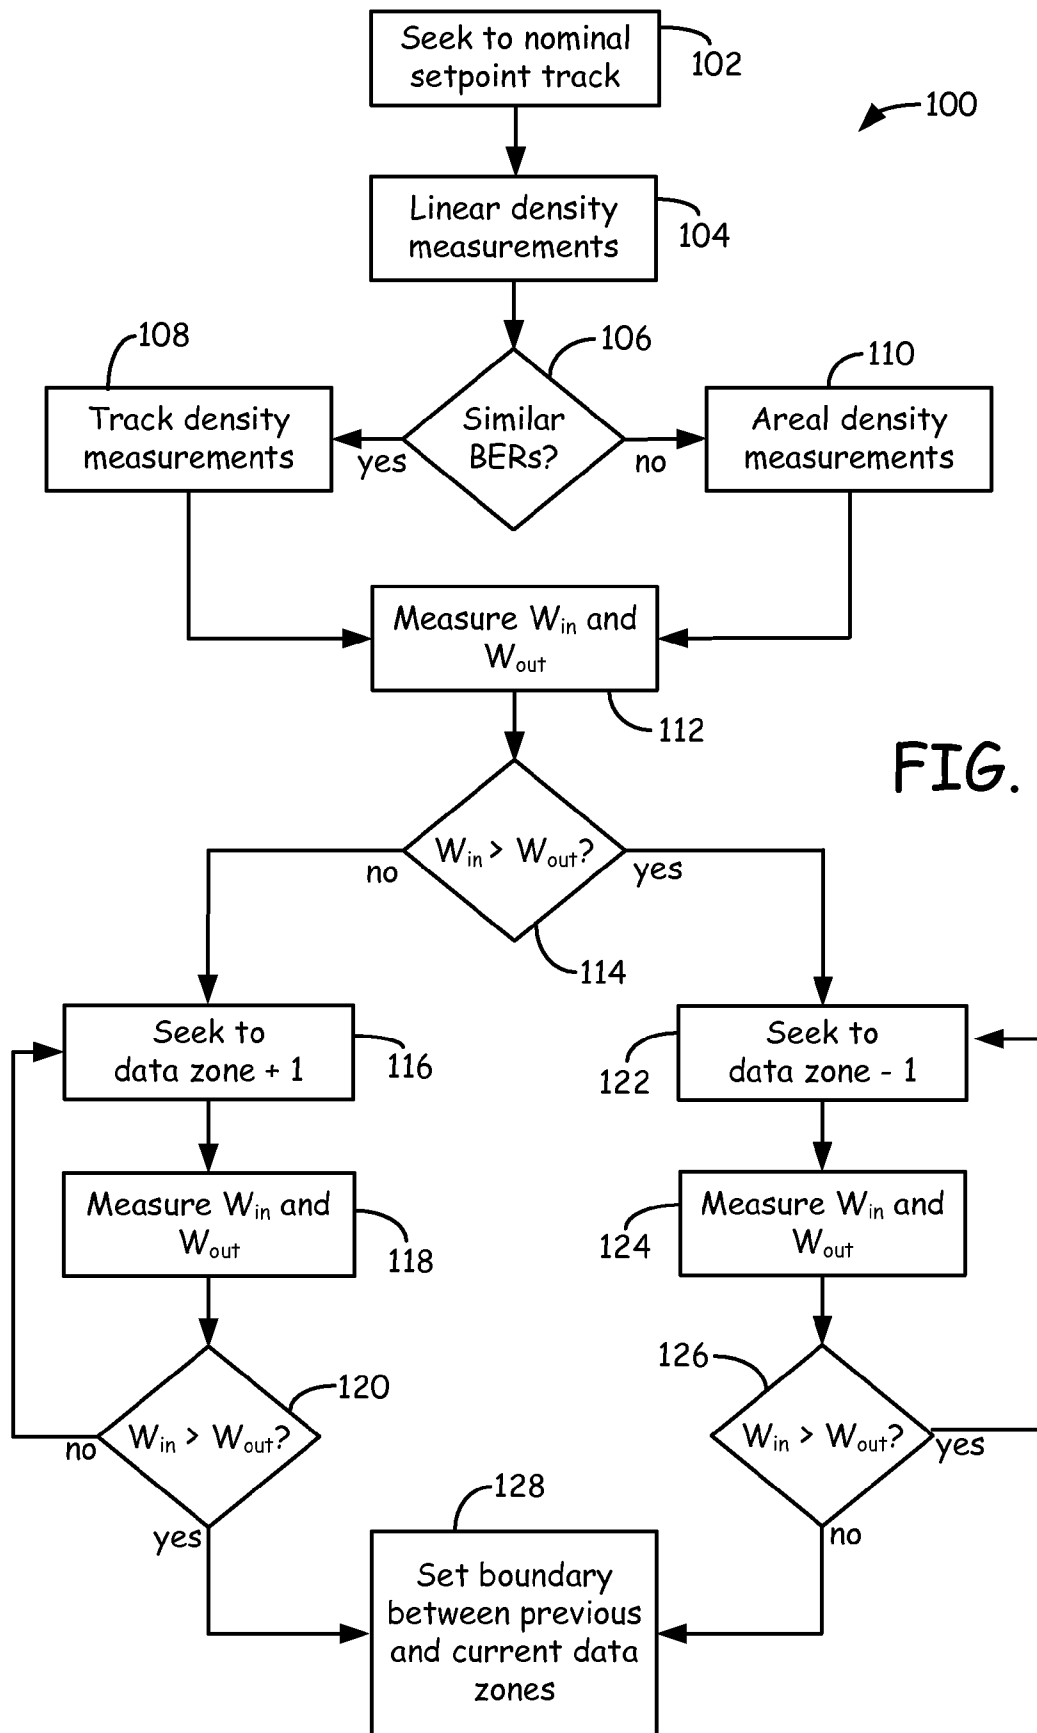 Seek to nominal
setpoint track
102
100
Linear density
measurements
104
108
106
110
Track density
measurements
Similar
BERs?
Areal density
measurements
yes
no
Measure Win and
Wout
112
FIG.
Win > Wout?
no
yes
114
Seek to
data zone + 1
116
Seek to
data zone - 1
122
Measure Win and
Wout
118
Measure Win and
Wout
124
120
126
Win > Wout?
no
yes
Win > Wout?
yes
no
128
Set boundary
between previous
and current data
zones